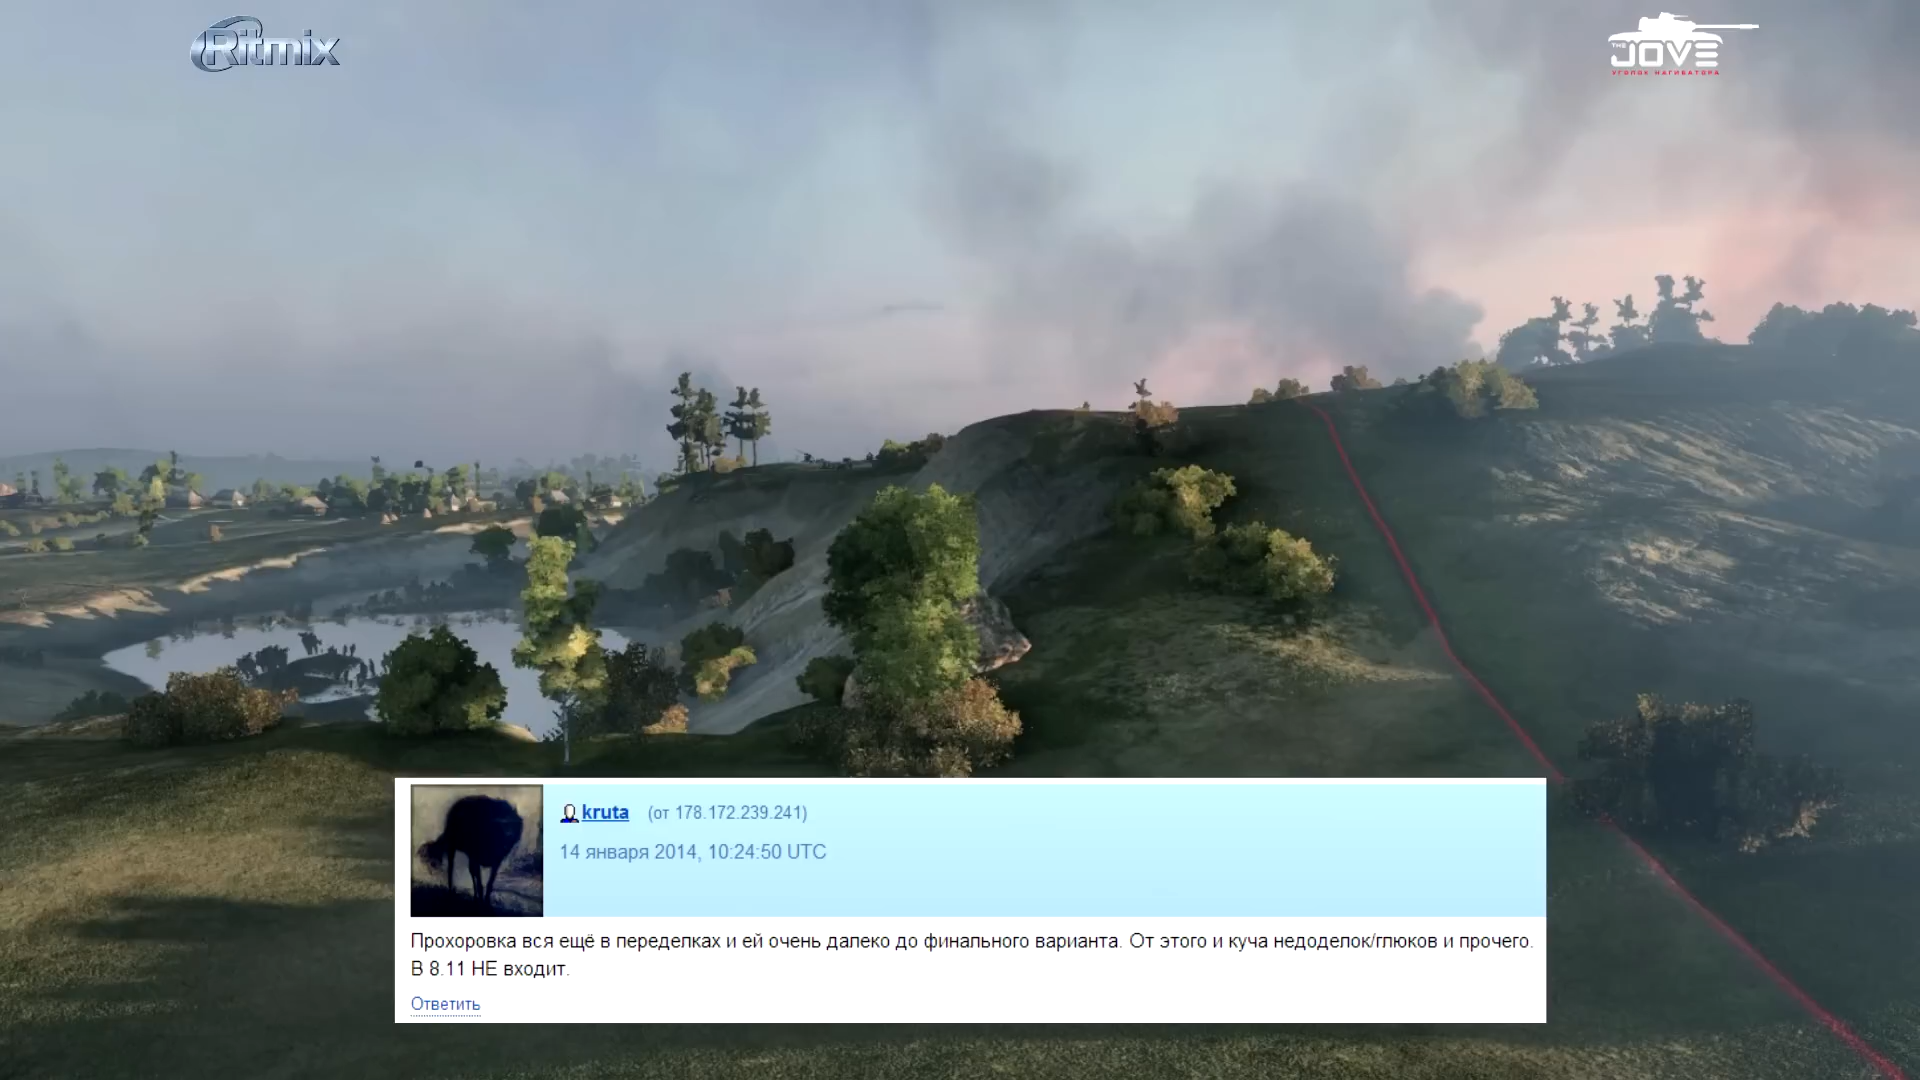 Ritmix
THE JOVE
УГОЛОК НАГИБАТОРА
kruta (от 178.172.239.241)
14 января 2014, 10:24:50 UTC
Прохоровка вся ещё в переделках и ей очень далеко до финального варианта. От этого и куча недоделок/глюков и прочего.
В 8.11 НЕ входит.
Ответить